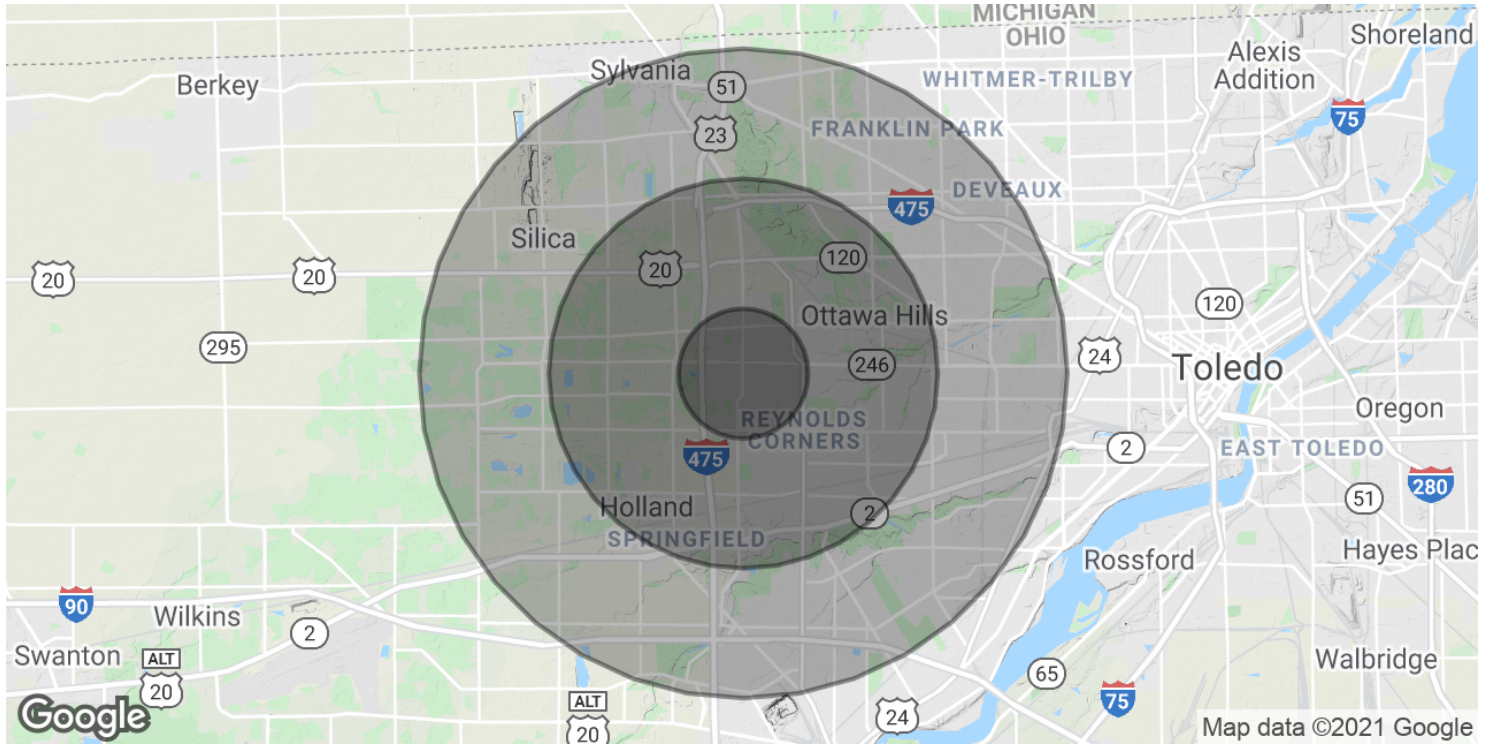 MICHIGAN
OHIO
Shoreland
Alexis
Addition
Sylvania
WHITMER-TRILBY
Berkey
51
75
FRANKLIN PARK
23
DEVEAUX
475
Silica
120
20
20
20
120
Ottawa Hills
295
24
246
Toledo
Oregon
REYNOLDS
CORNERS
2
EAST TOLEDO
475
280
51
Holland
2
SPRINGFIELD
Hayes Plac
Rossford
90
Wilkins
2
Swanton
ALT
20
Walbridge
65
75
ALT
20
24
Google
Map data ©2021 Google